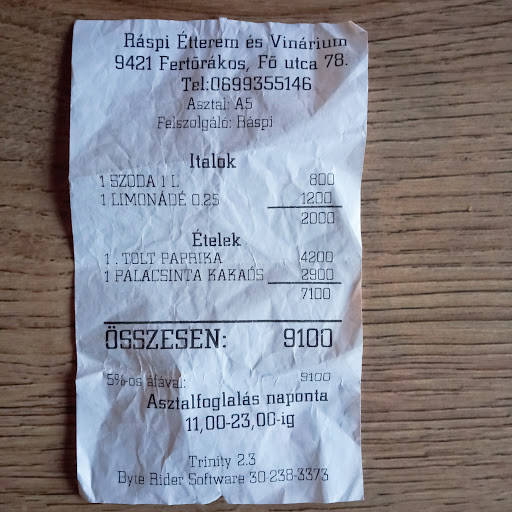 Ráspi Étterem és Vinárium
9421 Fertőrákos, Fő utca 78.
Tel:0699355146
Asztal: A5
Felszolgáló: Ráspi
Italok
1 SZODA 1 L 800
1 LIMONÁDÉ 0.25 1200
2000
Ételek
1 . TÖLT PAPRIKA 4200
1 PALACSINTA KAKAÓS 2900
7100
ÖSSZESEN: 9100
5%-os áfával: 9100
Asztalfoglalás naponta
11,00-23,00-ig
Trinity 2.3
Byte Rider Software 30-238-3373